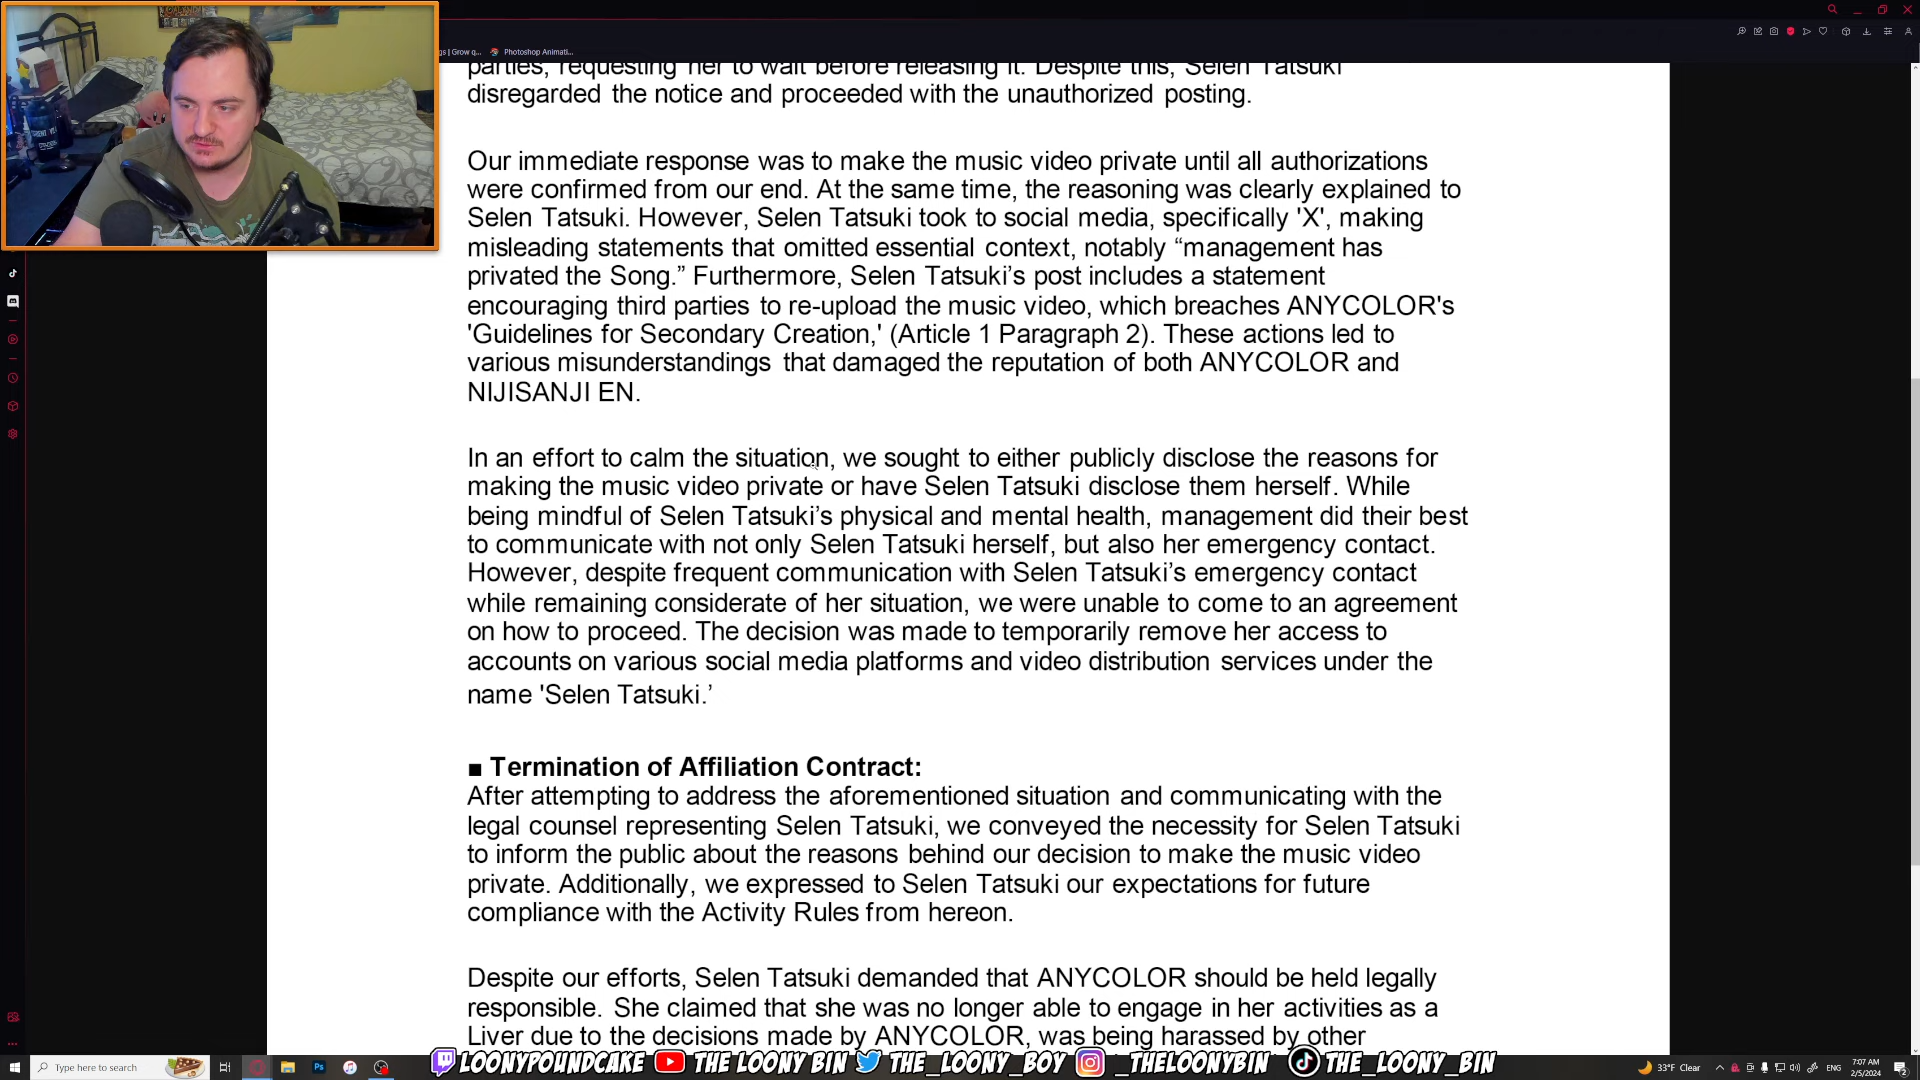 gs | Grow q...
Photoshop Animati...
parties, requesting her to wait before releasing it. Despite this, Selen Tatsuki
disregarded the notice and proceeded with the unauthorized posting.
Our immediate response was to make the music video private until all authorizations
were confirmed from our end. At the same time, the reasoning was clearly explained to
Selen Tatsuki. However, Selen Tatsuki took to social media, specifically 'X', making
misleading statements that omitted essential context, notably “management has
privated the Song.” Furthermore, Selen Tatsuki’s post includes a statement
encouraging third parties to re-upload the music video, which breaches ANYCOLOR's
'Guidelines for Secondary Creation,' (Article 1 Paragraph 2). These actions led to
various misunderstandings that damaged the reputation of both ANYCOLOR and
NIJISANJI EN.
In an effort to calm the situation, we sought to either publicly disclose the reasons for
making the music video private or have Selen Tatsuki disclose them herself. While
being mindful of Selen Tatsuki’s physical and mental health, management did their best
to communicate with not only Selen Tatsuki herself, but also her emergency contact.
However, despite frequent communication with Selen Tatsuki’s emergency contact
while remaining considerate of her situation, we were unable to come to an agreement
on how to proceed. The decision was made to temporarily remove her access to
accounts on various social media platforms and video distribution services under the
name 'Selen Tatsuki.’
■ Termination of Affiliation Contract:
After attempting to address the aforementioned situation and communicating with the
legal counsel representing Selen Tatsuki, we conveyed the necessity for Selen Tatsuki
to inform the public about the reasons behind our decision to make the music video
private. Additionally, we expressed to Selen Tatsuki our expectations for future
compliance with the Activity Rules from hereon.
Despite our efforts, Selen Tatsuki demanded that ANYCOLOR should be held legally
responsible. She claimed that she was no longer able to engage in her activities as a
Liver due to the decisions made by ANYCOLOR, was being harassed by other
LOONYPOUNDCAKE THE LOONY BIN THE_LOONY_BOY _THELOONYBIN THE_LOONY_BIN
Type here to search
Ps
33°F Clear
ENG
7:07 AM
2/5/2024